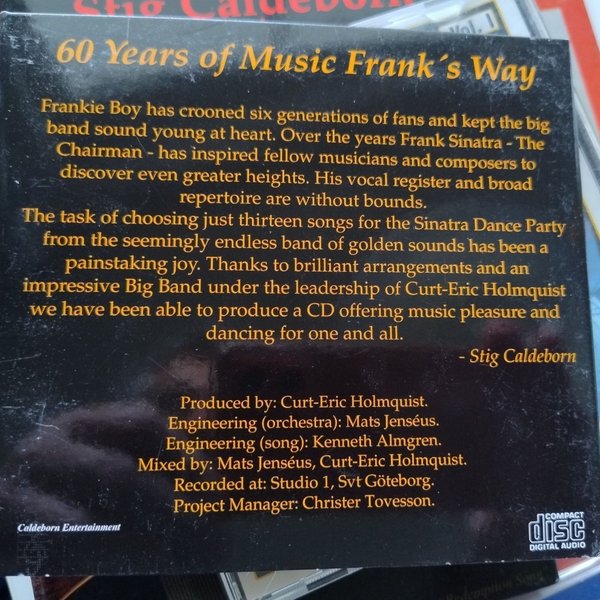 Stig Caldeborn
Vol. 1
60 Years of Music Frank´s Way
Frankie Boy has crooned six generations of fans and kept the big
band sound young at heart. Over the years Frank Sinatra - The
Chairman - has inspired fellow musicians and composers to
discover even greater heights. His vocal register and broad
repertoire are without bounds.
The task of choosing just thirteen songs for the Sinatra Dance Party
from the seemingly endless band of golden sounds has been a
painstaking joy. Thanks to brilliant arrangements and an
impressive Big Band under the leadership of Curt-Eric Holmquist
we have been able to produce a CD offering music pleasure and
dancing for one and all.
- Stig Caldeborn
Produced by: Curt-Eric Holmquist.
Engineering (orchestra): Mats Jenséus.
Engineering (song): Kenneth Almgren.
Mixed by: Mats Jenséus, Curt-Eric Holmquist.
Recorded at: Studio 1, Svt Göteborg.
Project Manager: Christer Tovesson.
Caldeborn Entertainment
COMPACT
disc
DIGITAL AUDIO
Redemption Song